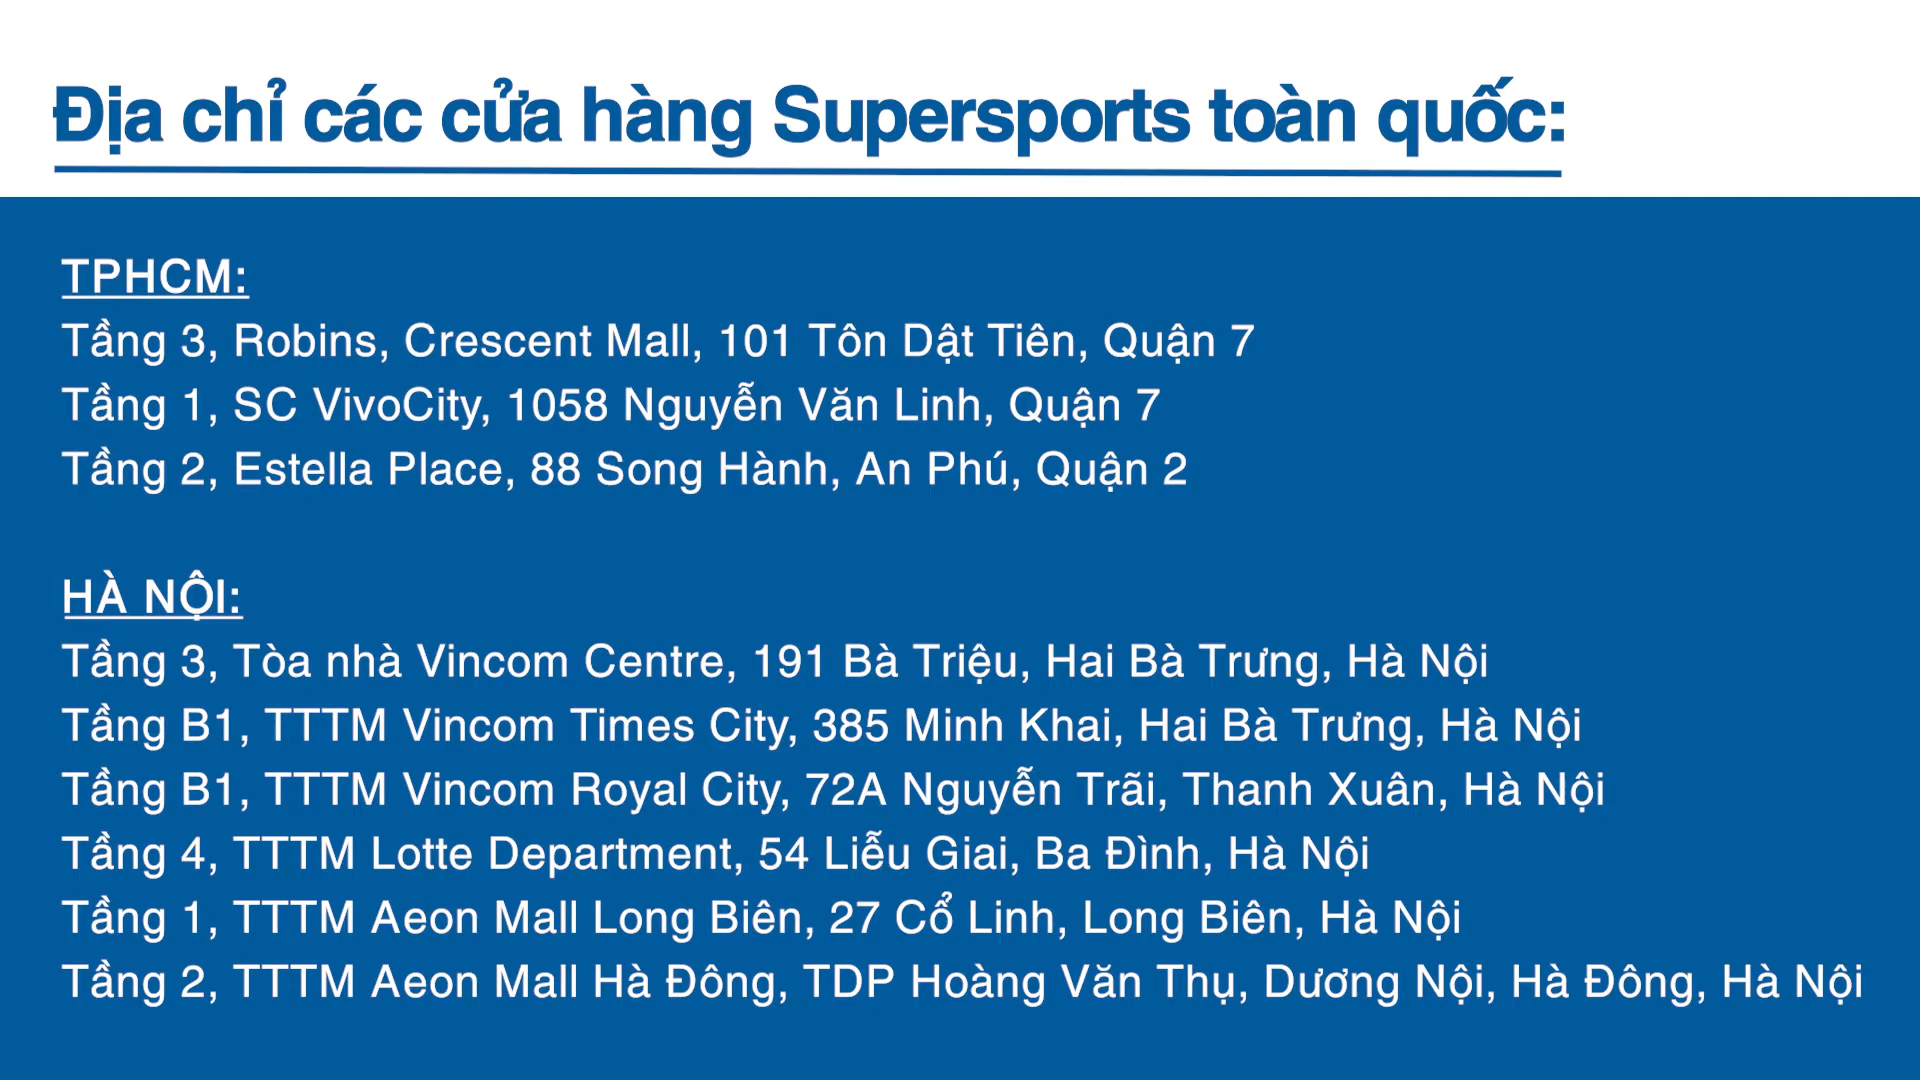 Địa chỉ các cửa hàng Supersports toàn quốc:
TPHCM:
Tầng 3, Robins, Crescent Mall, 101 Tôn Dật Tiên, Quận 7
Tầng 1, SC VivoCity, 1058 Nguyễn Văn Linh, Quận 7
Tầng 2, Estella Place, 88 Song Hành, An Phú, Quận 2
HÀ NỘI:
Tầng 3, Tòa nhà Vincom Centre, 191 Bà Triệu, Hai Bà Trưng, Hà Nội
Tầng B1, TTTM Vincom Times City, 385 Minh Khai, Hai Bà Trưng, Hà Nội
Tầng B1, TTTM Vincom Royal City, 72A Nguyễn Trãi, Thanh Xuân, Hà Nội
Tầng 4, TTTM Lotte Department, 54 Liễu Giai, Ba Đình, Hà Nội
Tầng 1, TTTM Aeon Mall Long Biên, 27 Cổ Linh, Long Biên, Hà Nội
Tầng 2, TTTM Aeon Mall Hà Đông, TDP Hoàng Văn Thụ, Dương Nội, Hà Đông, Hà Nội